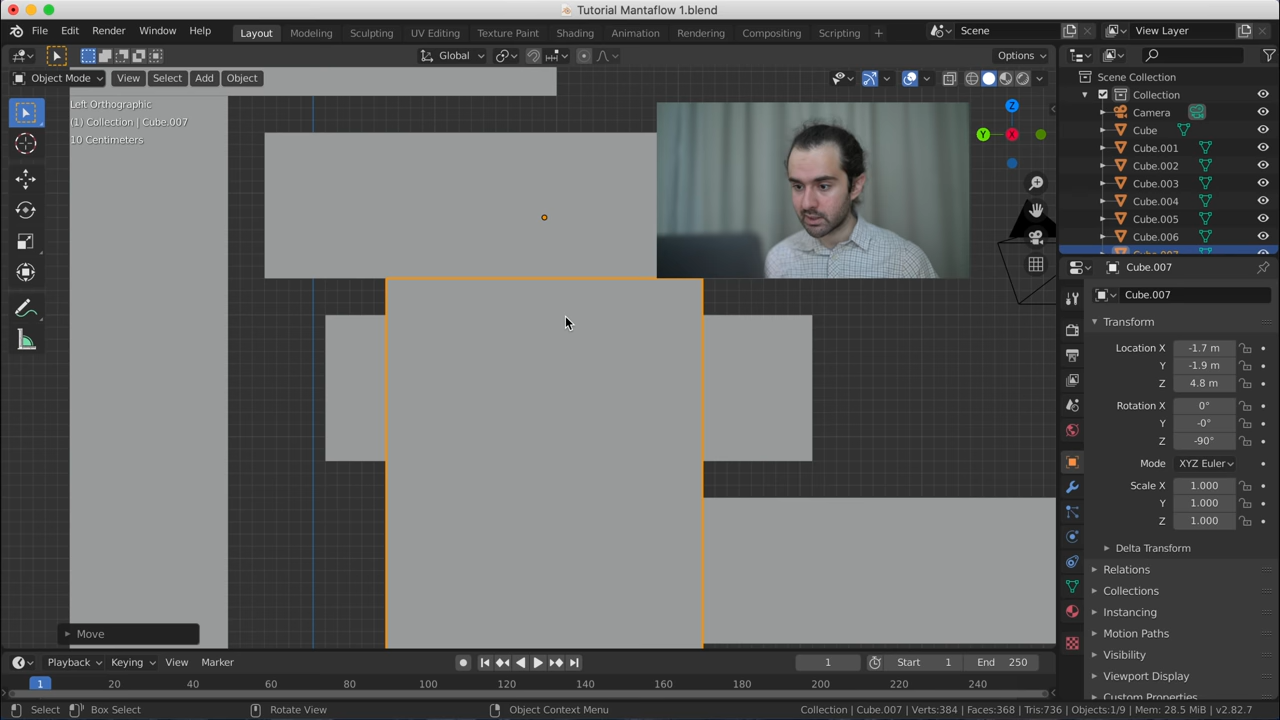 Tutorial Mantaflow 1.blend
File Edit Render Window Help Layout Modeling Sculpting UV Editing Texture Paint Shading Animation Rendering Compositing Scripting + Scene View Layer
Global Options
Object Mode View Select Add Object
Scene Collection
Collection
Camera
Cube
Cube.001
Cube.002
Cube.003
Cube.004
Cube.005
Cube.006
Left Orthographic
(1) Collection | Cube.007
10 Centimeters
Z
Y
X
Cube.007
Cube.007
Transform
Location X -1.7 m
Y -1.9 m
Z 4.8 m
Rotation X 0°
Y -0°
Z -90°
Mode XYZ Euler
Scale X 1.000
Y 1.000
Z 1.000
Delta Transform
Relations
Collections
Instancing
Motion Paths
Visibility
Viewport Display
Move
Playback Keying View Marker 1 Start 1 End 250
1 20 40 60 80 100 120 140 160 180 200 220 240
Select Box Select Rotate View Object Context Menu Collection | Cube.007 | Verts:384 | Faces:368 | Tris:736 | Objects:1/9 | Mem: 28.5 MiB | v2.82.7